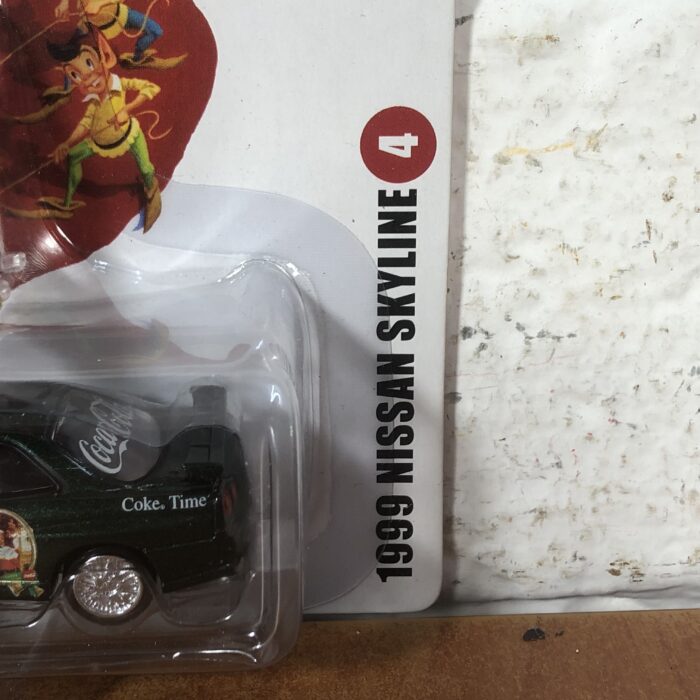 1999 NISSAN SKYLINE 4
Coca-Cola
Coke. Time